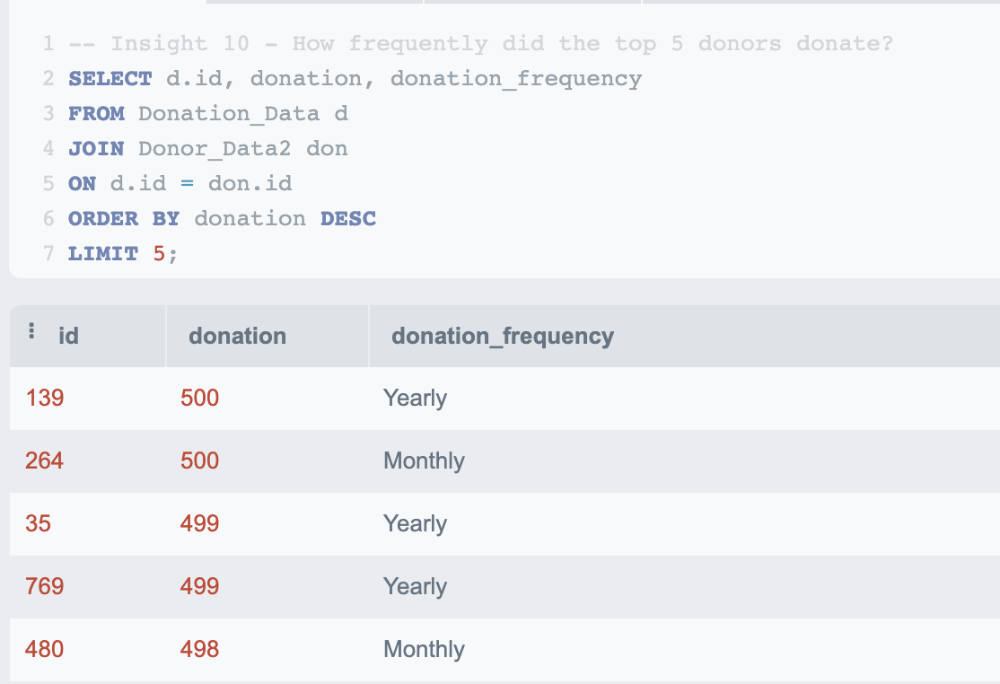 1 -- Insight 10 - How frequently did the top 5 donors donate?
2 SELECT d.id, donation, donation_frequency
3 FROM Donation_Data d
4 JOIN Donor_Data2 don
5 ON d.id = don.id
6 ORDER BY donation DESC
7 LIMIT 5;
id donation donation_frequency
139 500 Yearly
264 500 Monthly
35 499 Yearly
769 499 Yearly
480 498 Monthly